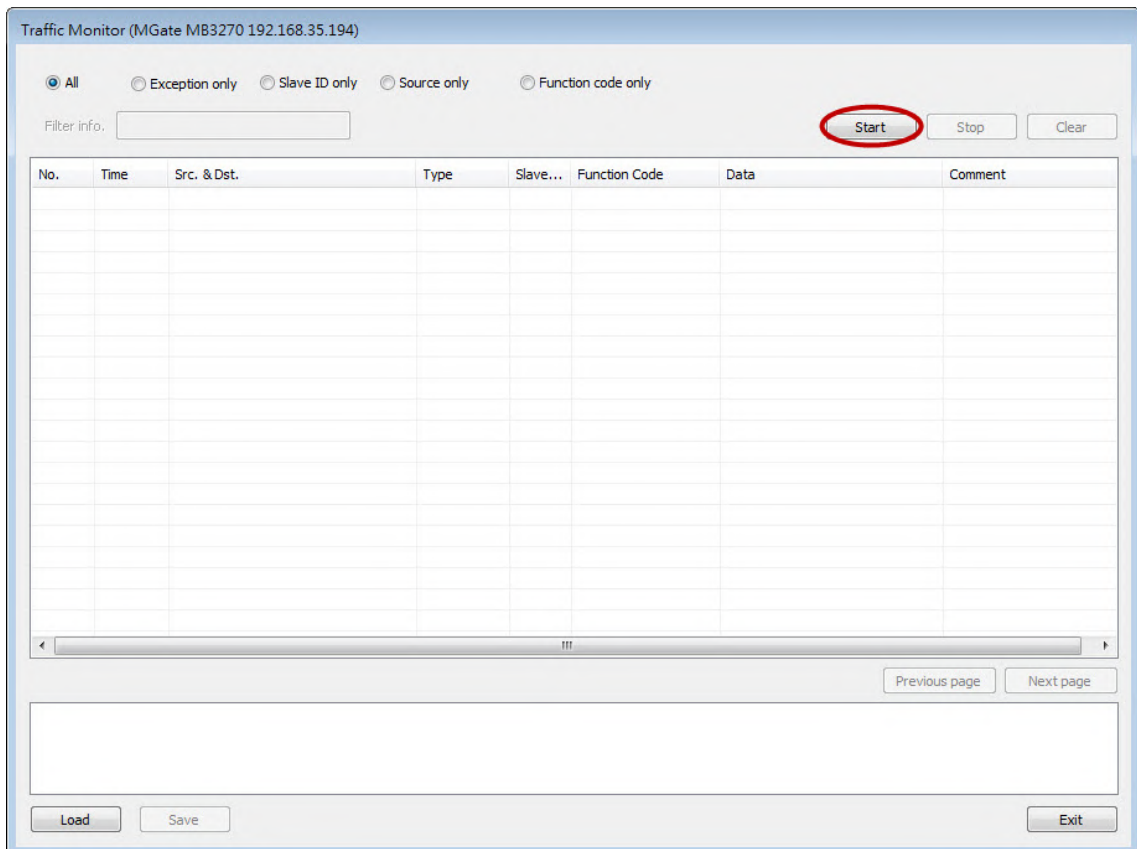 Traffic Monitor (MGate MB3270 192.168.35.194)
All Exception only Slave ID only Source only Function code only
Filter info. Start Stop Clear
No. Time Src. & Dst. Type Slave... Function Code Data Comment
Previous page Next page
Load Save Exit